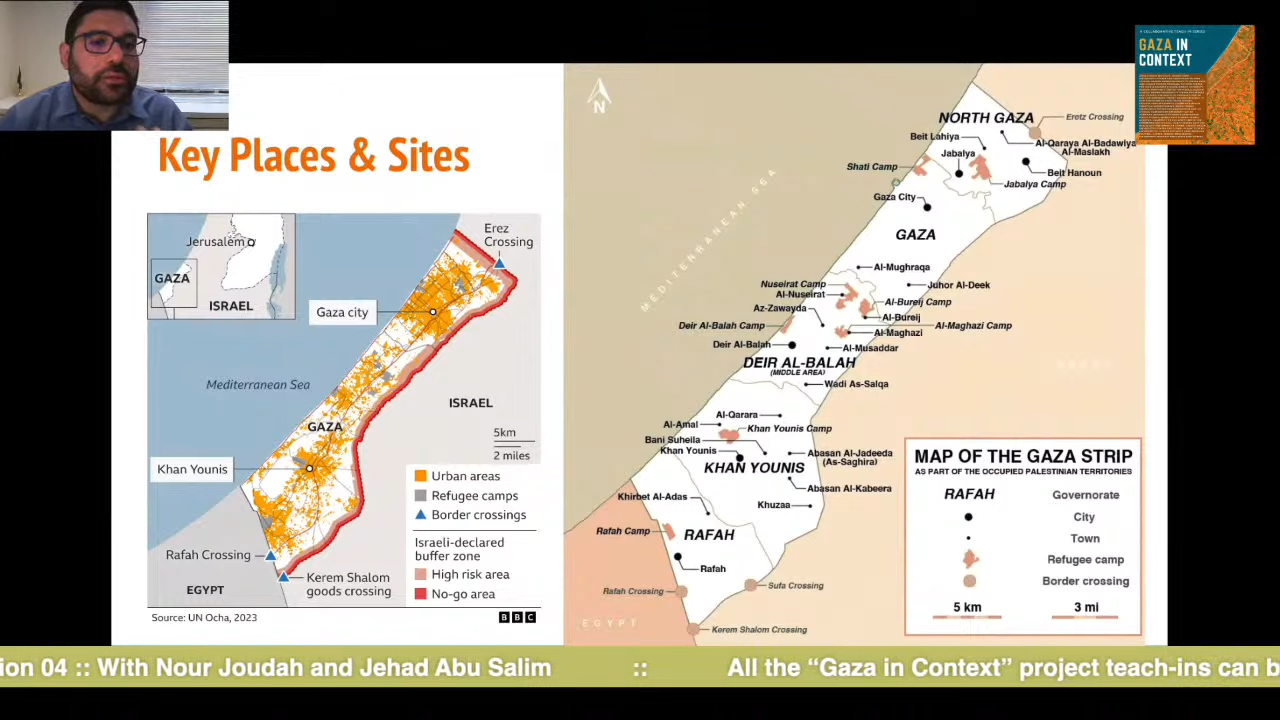 A COLLABORATIVE TEACH-IN SERIES
GAZA IN
CONTEXT
Key Places & Sites
Jerusalem
GAZA
ISRAEL
Erez
Crossing
Gaza city
Mediterranean Sea
ISRAEL
GAZA
5km
2 miles
Khan Younis
Urban areas
Refugee camps
Border crossings
Israeli-declared
buffer zone
High risk area
No-go area
Rafah Crossing
Kerem Shalom
goods crossing
EGYPT
Source: UN Ocha, 2023
BBC
N
MEDITERRANEAN SEA
NORTH GAZA
Eretz Crossing
Beit Lahiya
Al-Qaraya Al-Badawiya
Al-Maslakh
Jabalya
Shati Camp
Beit Hanoun
Jabalya Camp
Gaza City
GAZA
Al-Mughraqa
Nuseirat Camp
Juhor Al-Deek
Al-Nuseirat
Al-Bureij Camp
Az-Zawayda
Al-Bureij
Deir Al-Balah Camp
Al-Maghazi Camp
Al-Maghazi
Deir Al-Balah
Al-Musaddar
DEIR AL-BALAH
(MIDDLE AREA)
Wadi As-Salqa
Al-Qarara
Al-Amal
Khan Younis Camp
Bani Suheila
Khan Younis
Abasan Al-Jadeeda
(As-Saghira)
KHAN YOUNIS
Abasan Al-Kabeera
Khirbet Al-Adas
Khuzaa
Rafah Camp
RAFAH
Rafah
Rafah Crossing
Sufa Crossing
EGYPT
Kerem Shalom Crossing
MAP OF THE GAZA STRIP
AS PART OF THE OCCUPIED PALESTINIAN TERRITORIES
RAFAH Governorate
City
Town
Refugee camp
Border crossing
5 km 3 mi
ion 04 :: With Nour Joudah and Jehad Abu Salim :: All the “Gaza in Context” project teach-ins can b